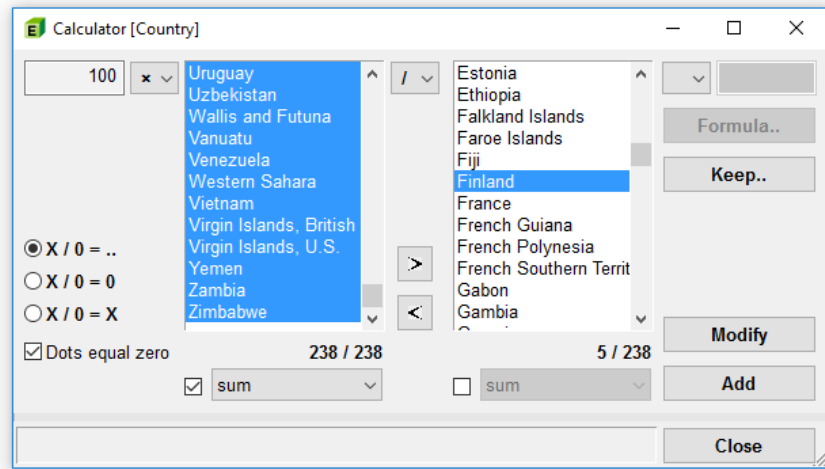 Calculator [Country]
100
×
Uruguay
Uzbekistan
Wallis and Futuna
Vanuatu
Venezuela
Western Sahara
Vietnam
Virgin Islands, British
Virgin Islands, U.S.
Yemen
Zambia
Zimbabwe
/
Estonia
Ethiopia
Falkland Islands
Faroe Islands
Fiji
Finland
France
French Guiana
French Polynesia
French Southern Territ
Gabon
Gambia
Formula..
Keep..
X / 0 = ..
X / 0 = 0
X / 0 = X
>
<
Dots equal zero
238 / 238
5 / 238
sum
sum
Modify
Add
Close